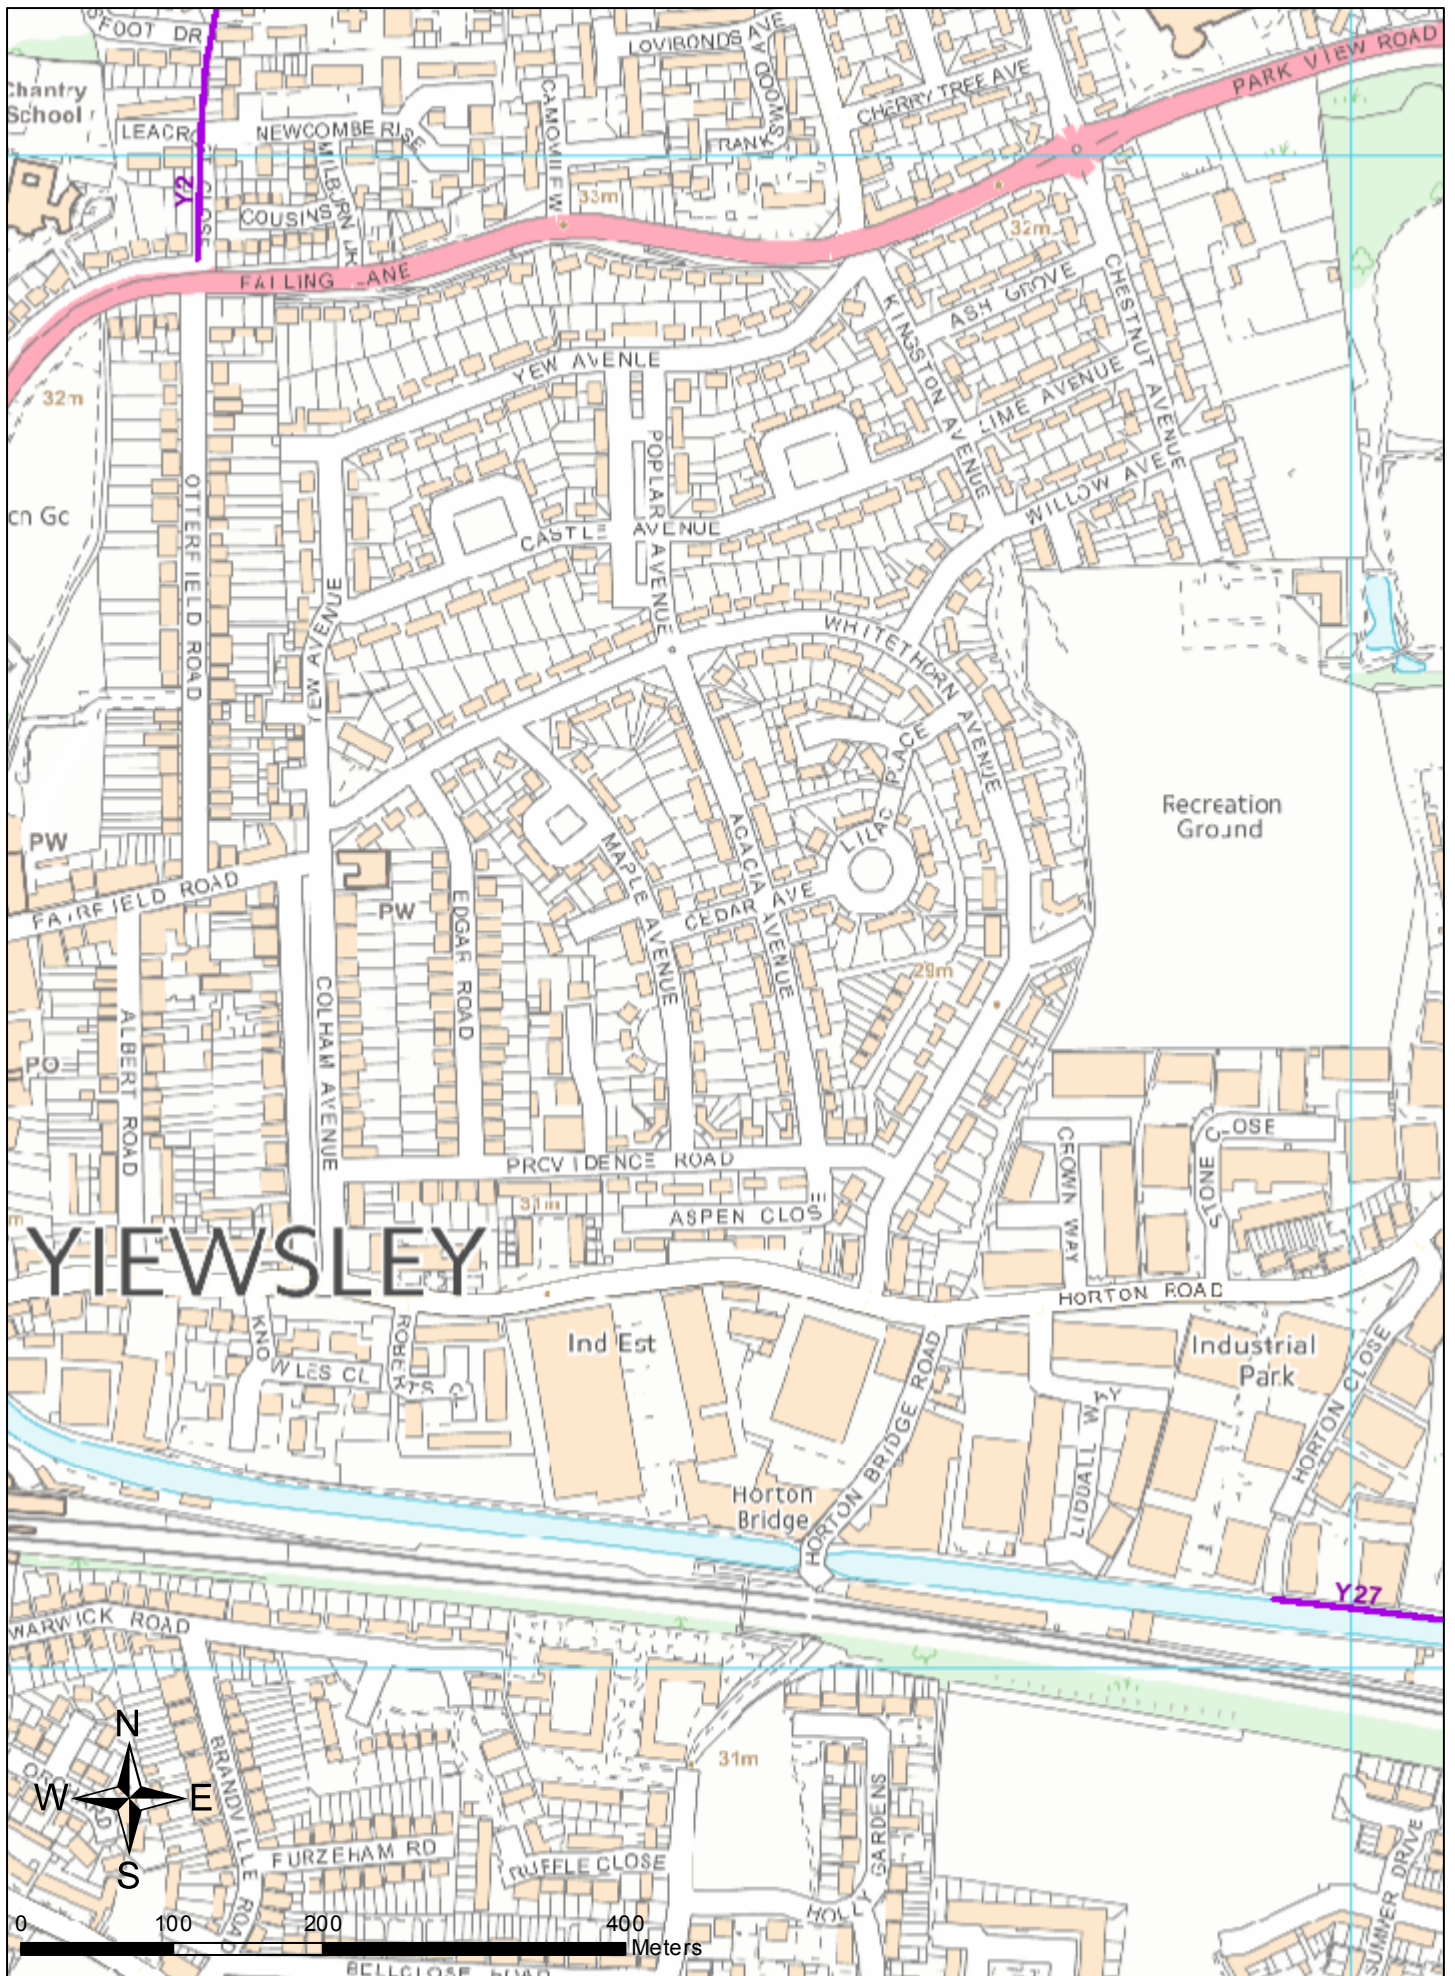 LOVIBONDS AVE
PARK VIEW ROAD
CHERRY TREE AVE
Chantry
School
NEWCOMBE RISE
FRANK
Y2
COUSINS
33m
32m
FALLING LANE
ASH GROVE
CHESTNUT AVENUE
KINGSTON AVENUE
YEW AVENUE
LIME AVENUE
32m
WILLOW AVE
POPLAR AVENUE
CASTLE AVENUE
OTTERFIELD ROAD
YEW AVENUE
WHITETHORN AVENUE
LILAC PLACE
Recreation
Ground
PW
MAPLE AVENUE
ACACIA AVENUE
FAIRFIELD ROAD
PW
CEDAR AVE
EDGAR ROAD
29m
COLHAM AVENUE
ALBERT ROAD
PO
CROWN WAY
STONE CLOSE
PROVIDENCE ROAD
31m
ASPEN CLOSE
YIEWSLEY
HORTON ROAD
KNOWLES CL
ROBERTS CL
Ind Est
HORTON BRIDGE ROAD
Industrial
Park
HORTON CLOSE
LIDDALL WAY
Horton
Bridge
Y27
WARWICK ROAD
BRANDVILLE ROAD
31m
N
W E
S
FURZEHAM RD
RUFFLE CLOSE
HOLLY GARDENS
SUMMER DRIVE
0 100 200 400
Meters
BELLCLOSE ROAD